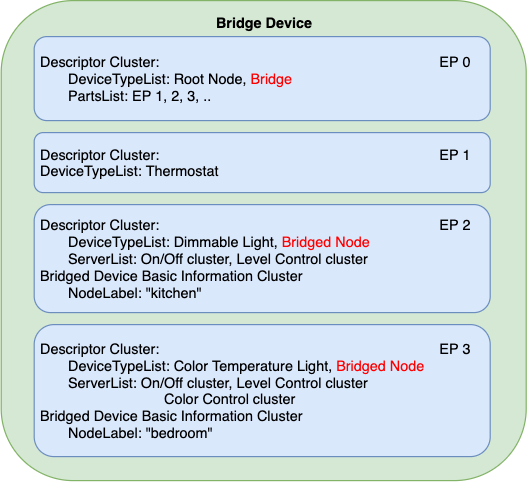 Bridge Device
Descriptor Cluster: EP 0
DeviceTypeList: Root Node, Bridge
PartsList: EP 1, 2, 3, ..
Descriptor Cluster: EP 1
DeviceTypeList: Thermostat
Descriptor Cluster: EP 2
DeviceTypeList: Dimmable Light, Bridged Node
ServerList: On/Off cluster, Level Control cluster
Bridged Device Basic Information Cluster
NodeLabel: "kitchen"
Descriptor Cluster: EP 3
DeviceTypeList: Color Temperature Light, Bridged Node
ServerList: On/Off cluster, Level Control cluster
Color Control cluster
Bridged Device Basic Information Cluster
NodeLabel: "bedroom"